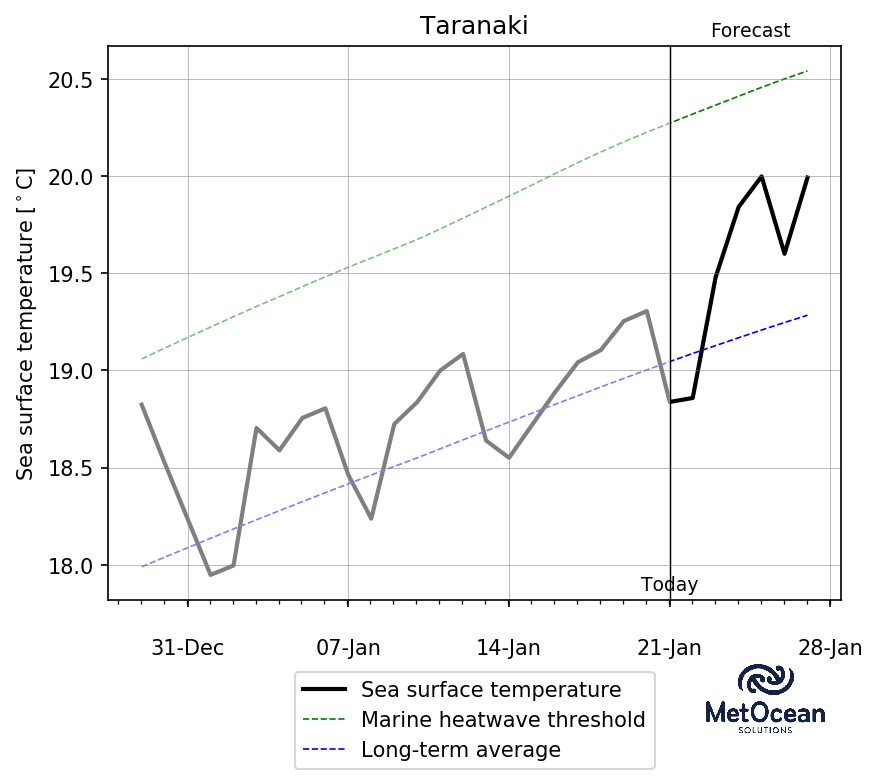 Taranaki
Forecast
Sea surface temperature [°C]
20.5
20.0
19.5
19.0
18.5
18.0
Today
31-Dec
07-Jan
14-Jan
21-Jan
28-Jan
Sea surface temperature
Marine heatwave threshold
Long-term average
MetOcean
SOLUTIONS